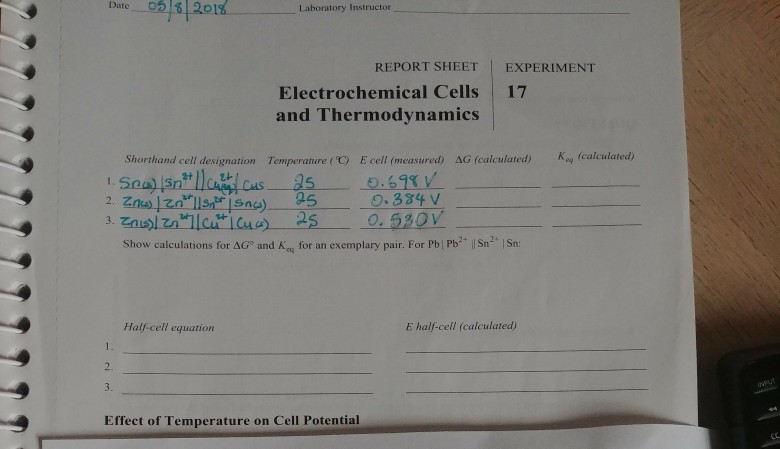 Date 05/8/2018 Laboratory Instructor
REPORT SHEET EXPERIMENT
Electrochemical Cells 17
and Thermodynamics
Shorthand cell designation Temperature (°C) E cell (measured) ΔG (calculated) Keq (calculated)
1. Sn(s)|Sn²⁺||Cu²⁺(aq)|Cus 25 0.698 V
2. Zn(s)|Zn²⁺||Sn²⁺|Sn(s) 25 0.384 V
3. Zn(s)|Zn²⁺||Cu²⁺|Cu(s) 25 0.530 V
Show calculations for ΔG° and Keq for an exemplary pair. For Pb|Pb²⁺||Sn²⁺|Sn:
Half-cell equation E half-cell (calculated)
1.
2.
3.
Effect of Temperature on Cell Potential
INPUT
CC